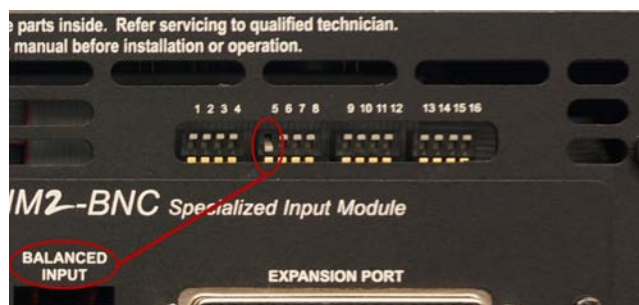 parts inside. Refer servicing to qualified technician.
manual before installation or operation.
1 2 3 4 5 6 7 8 9 10 11 12 13 14 15 16
IM2-BNC Specialized Input Module
BALANCED
INPUT
EXPANSION PORT